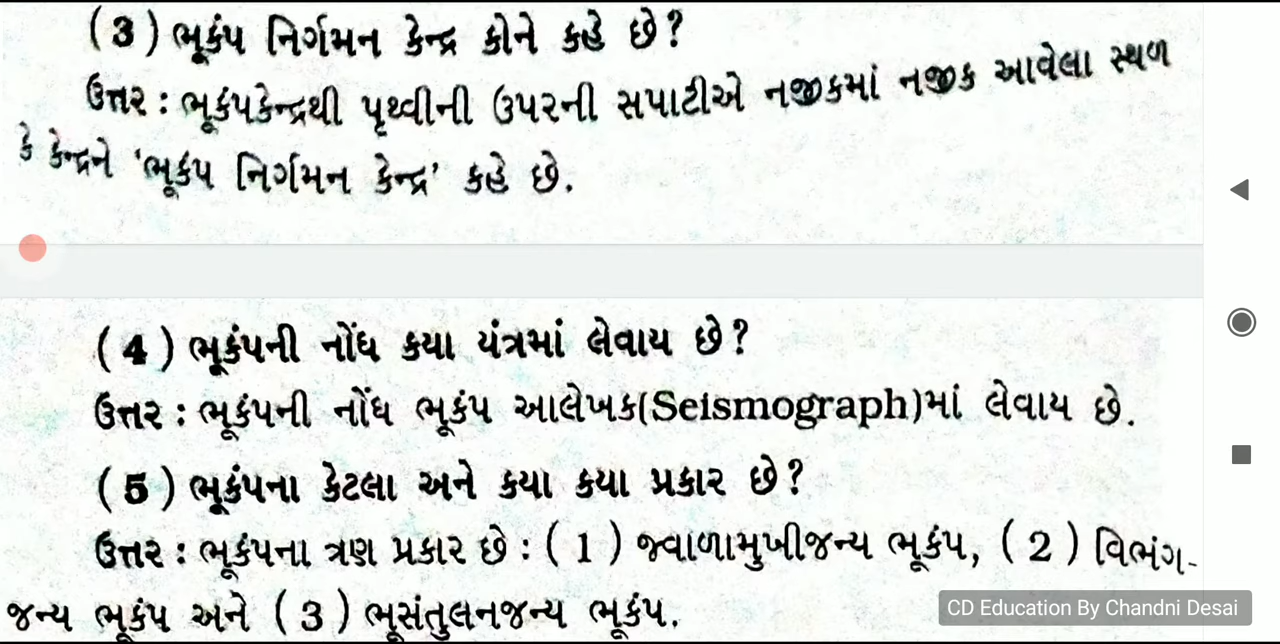 (3) ભૂકંપ નિર્ગમન કેન્દ્ર કોને કહે છે?
ઉત્તર : ભૂકંપકેન્દ્રથી પૃથ્વીની ઉપરની સપાટીએ નજીકમાં નજીક આવેલા સ્થળ
કે કેન્દ્રને 'ભૂકંપ નિર્ગમન કેન્દ્ર' કહે છે.
(4) ભૂકંપની નોંધ કયા યંત્રમાં લેવાય છે?
ઉત્તર : ભૂકંપની નોંધ ભૂકંપ આલેખક(Seismograph)માં લેવાય છે.
(5) ભૂકંપના કેટલા અને કયા કયા પ્રકાર છે?
ઉત્તર : ભૂકંપના ત્રણ પ્રકાર છે : (1) જ્વાળામુખીજન્ય ભૂકંપ, (2) વિભંગ-
જન્ય ભૂકંપ અને (3) ભૂસંતુલનજન્ય ભૂકંપ.
CD Education By Chandni Desai